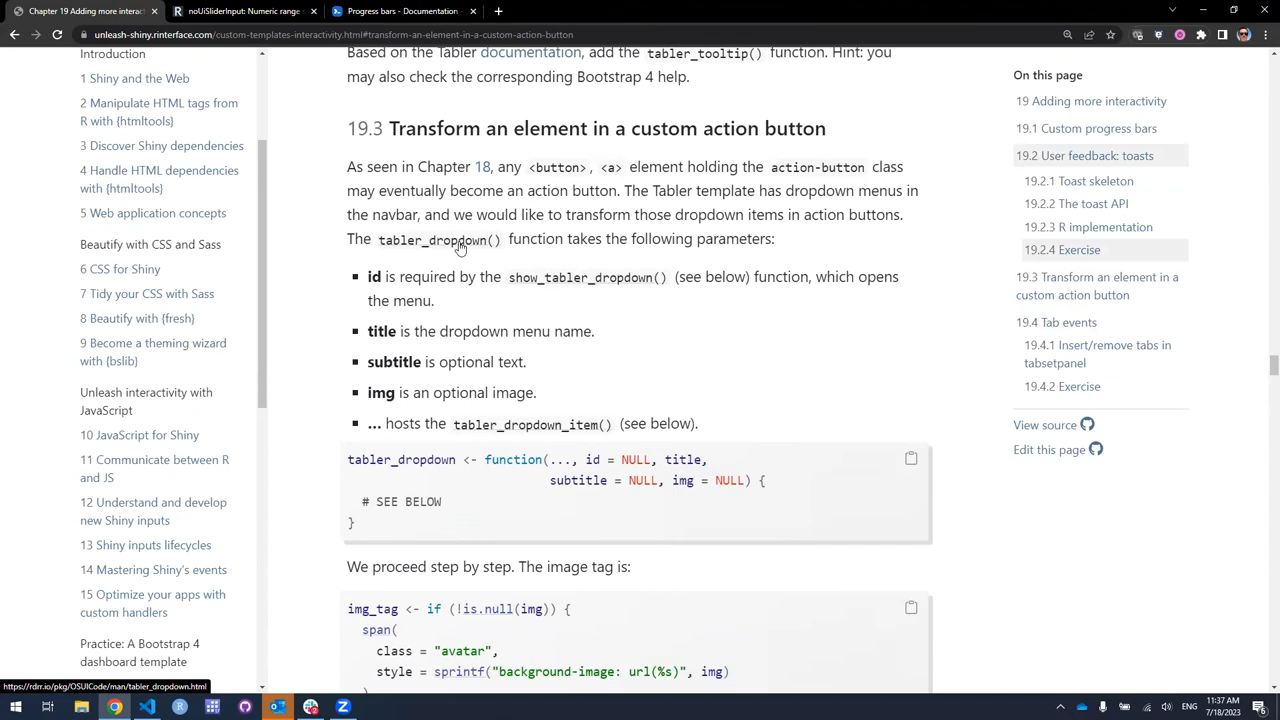 Chapter 19 Adding more interactiv
noUiSliderInput: Numeric range s
Progress bars - Documentation -
unleash-shiny.rinterface.com/custom-templates-interactivity.html#transform-an-element-in-a-custom-action-button
Introduction
1 Shiny and the Web
2 Manipulate HTML tags from
R with {htmltools}
3 Discover Shiny dependencies
4 Handle HTML dependencies
with {htmltools}
5 Web application concepts
Beautify with CSS and Sass
6 CSS for Shiny
7 Tidy your CSS with Sass
8 Beautify with {fresh}
9 Become a theming wizard
with {bslib}
Unleash interactivity with
JavaScript
10 JavaScript for Shiny
11 Communicate between R
and JS
12 Understand and develop
new Shiny inputs
13 Shiny inputs lifecycles
14 Mastering Shiny's events
15 Optimize your apps with
custom handlers
Practice: A Bootstrap 4
dashboard template
Based on the Tabler documentation, add the tabler_tooltip() function. Hint: you
may also check the corresponding Bootstrap 4 help.
19.3 Transform an element in a custom action button
As seen in Chapter 18, any <button>, <a> element holding the action-button class
may eventually become an action button. The Tabler template has dropdown menus in
the navbar, and we would like to transform those dropdown items in action buttons.
The tabler_dropdown() function takes the following parameters:
▪ id is required by the show_tabler_dropdown() (see below) function, which opens
the menu.
▪ title is the dropdown menu name.
▪ subtitle is optional text.
▪ img is an optional image.
▪ ... hosts the tabler_dropdown_item() (see below).
tabler_dropdown <- function(..., id = NULL, title,
subtitle = NULL, img = NULL) {
# SEE BELOW
}
We proceed step by step. The image tag is:
img_tag <- if (!is.null(img)) {
span(
class = "avatar",
style = sprintf("background-image: url(%s)", img)
)
On this page
19 Adding more interactivity
19.1 Custom progress bars
19.2 User feedback: toasts
19.2.1 Toast skeleton
19.2.2 The toast API
19.2.3 R implementation
19.2.4 Exercise
19.3 Transform an element in a
custom action button
19.4 Tab events
19.4.1 Insert/remove tabs in
tabsetpanel
19.4.2 Exercise
View source
Edit this page
https://rdrr.io/pkg/OSUICode/man/tabler_dropdown.html
ENG
11:37 AM
7/18/2023